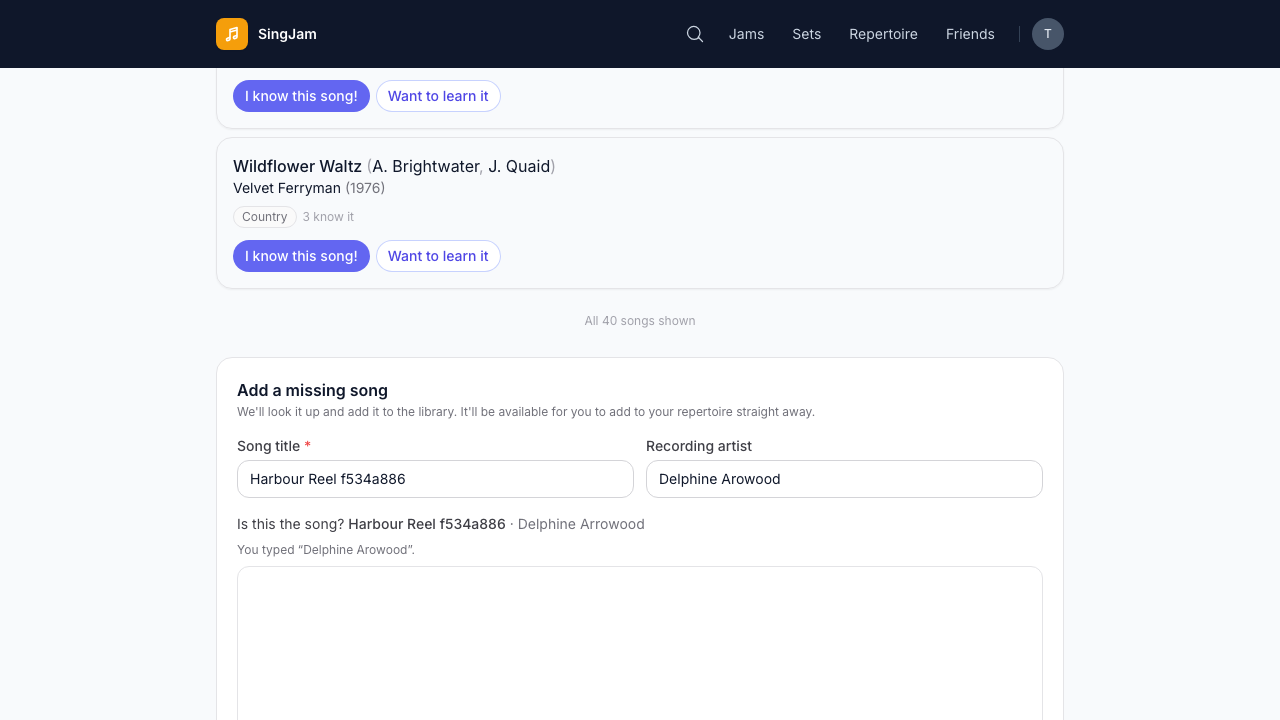 SingJam
Jams
Sets
Repertoire
Friends
T
I know this song!
Want to learn it
Wildflower Waltz (A. Brightwater, J. Quaid)
Velvet Ferryman (1976)
Country
3 know it
I know this song!
Want to learn it
All 40 songs shown
Add a missing song
We'll look it up and add it to the library. It'll be available for you to add to your repertoire straight away.
Song title *
Recording artist
Harbour Reel f534a886
Delphine Arowood
Is this the song? Harbour Reel f534a886 · Delphine Arrowood
You typed “Delphine Arowood”.